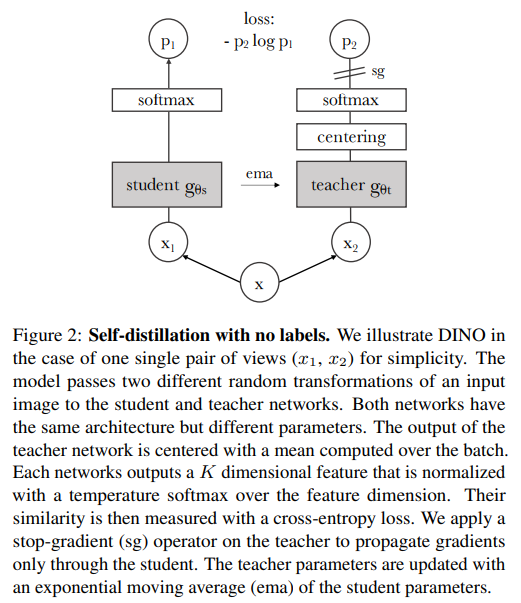 loss:
p₁ - p₂ log p₁ p₂
sg
softmax softmax
centering
ema
student gθs teacher gθt
x₁ x₂
x
Figure 2: Self-distillation with no labels. We illustrate DINO in
the case of one single pair of views (x₁, x₂) for simplicity. The
model passes two different random transformations of an input
image to the student and teacher networks. Both networks have
the same architecture but different parameters. The output of the
teacher network is centered with a mean computed over the batch.
Each networks outputs a K dimensional feature that is normalized
with a temperature softmax over the feature dimension. Their
similarity is then measured with a cross-entropy loss. We apply a
stop-gradient (sg) operator on the teacher to propagate gradients
only through the student. The teacher parameters are updated with
an exponential moving average (ema) of the student parameters.